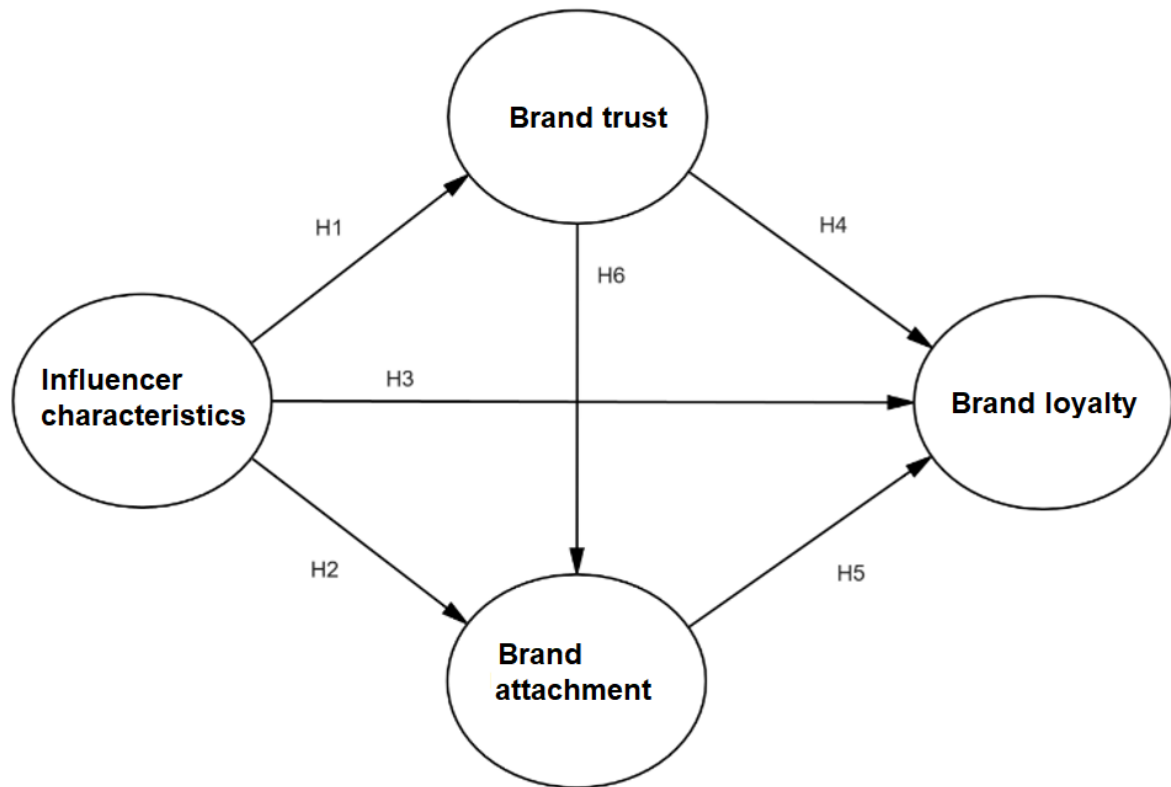 Brand trust
H1
H4
H6
Influencer
characteristics
H3
Brand loyalty
H2
H5
Brand
attachment